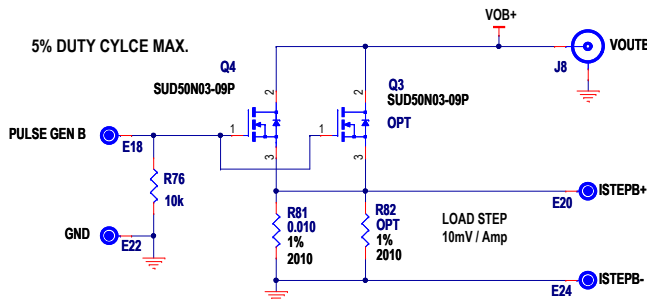 VOB+
5% DUTY CYLCE MAX.
VOUTB
J8
Q4
SUD50N03-09P
Q3
SUD50N03-09P
OPT
2
2
1
1
3
3
PULSE GEN B
E18
R76
10k
GND
E22
R81
0.010
1%
2010
R82
OPT
1%
2010
LOAD STEP
10mV / Amp
ISTEPB+
E20
ISTEPB-
E24